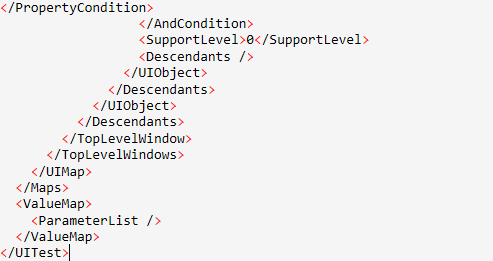 </PropertyCondition>
</AndCondition>
<SupportLevel>0</SupportLevel>
<Descendants />
</UIObject>
</Descendants>
</UIObject>
</Descendants>
</TopLevelWindow>
</TopLevelWindows>
</UIMap>
</Maps>
<ValueMap>
<ParameterList />
</ValueMap>
</UITest>